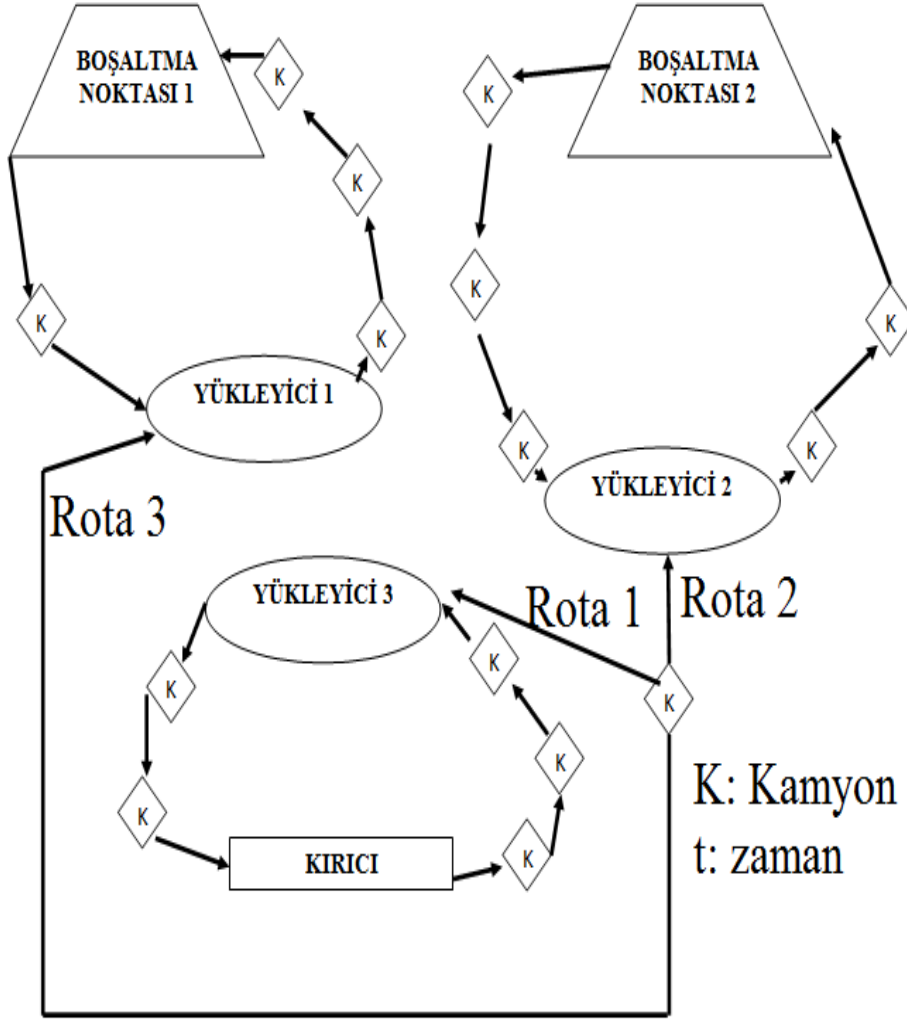 BOŞALTMA
NOKTASI 1
K
K
K
K
YÜKLEYİCİ 1
BOŞALTMA
NOKTASI 2
K
K
K
K
K
YÜKLEYİCİ 2
Rota 3
YÜKLEYİCİ 3
Rota 1
Rota 2
K
K
K
K
K
K
KIRICI
K
K: Kamyon
t: zaman